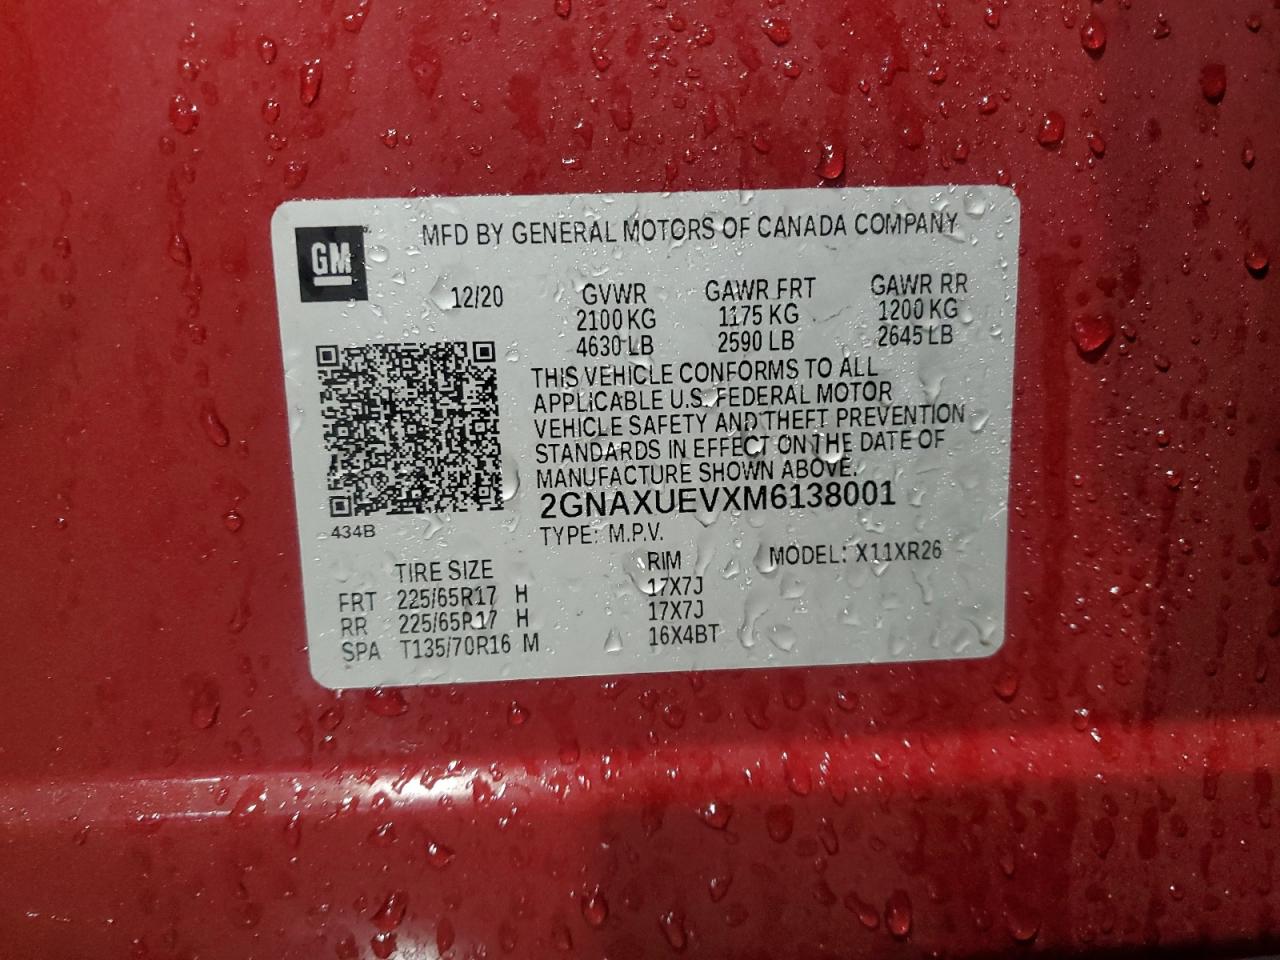 GM
MFD BY GENERAL MOTORS OF CANADA COMPANY
12/20 GVWR GAWR FRT GAWR RR
2100 KG 1175 KG 1200 KG
4630 LB 2590 LB 2645 LB
THIS VEHICLE CONFORMS TO ALL
APPLICABLE U.S. FEDERAL MOTOR
VEHICLE SAFETY AND THEFT PREVENTION
STANDARDS IN EFFECT ON THE DATE OF
MANUFACTURE SHOWN ABOVE.
2GNAXUEVXM6138001
434B
TYPE: M.P.V.
TIRE SIZE RIM MODEL: X11XR26
FRT 225/65R17 H 17X7J
RR 225/65R17 H 17X7J
SPA T135/70R16 M 16X4BT